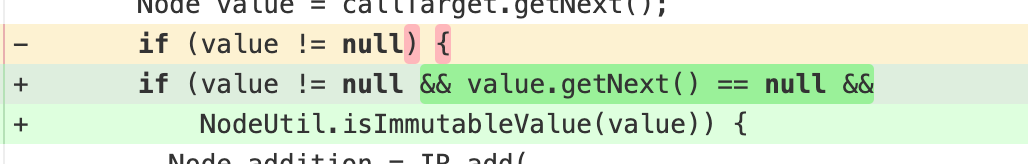 Node value = callTarget.getNext();
- if (value != null) {
+ if (value != null && value.getNext() == null &&
+ NodeUtil.isImmutableValue(value)) {
Node addition = IR.add(